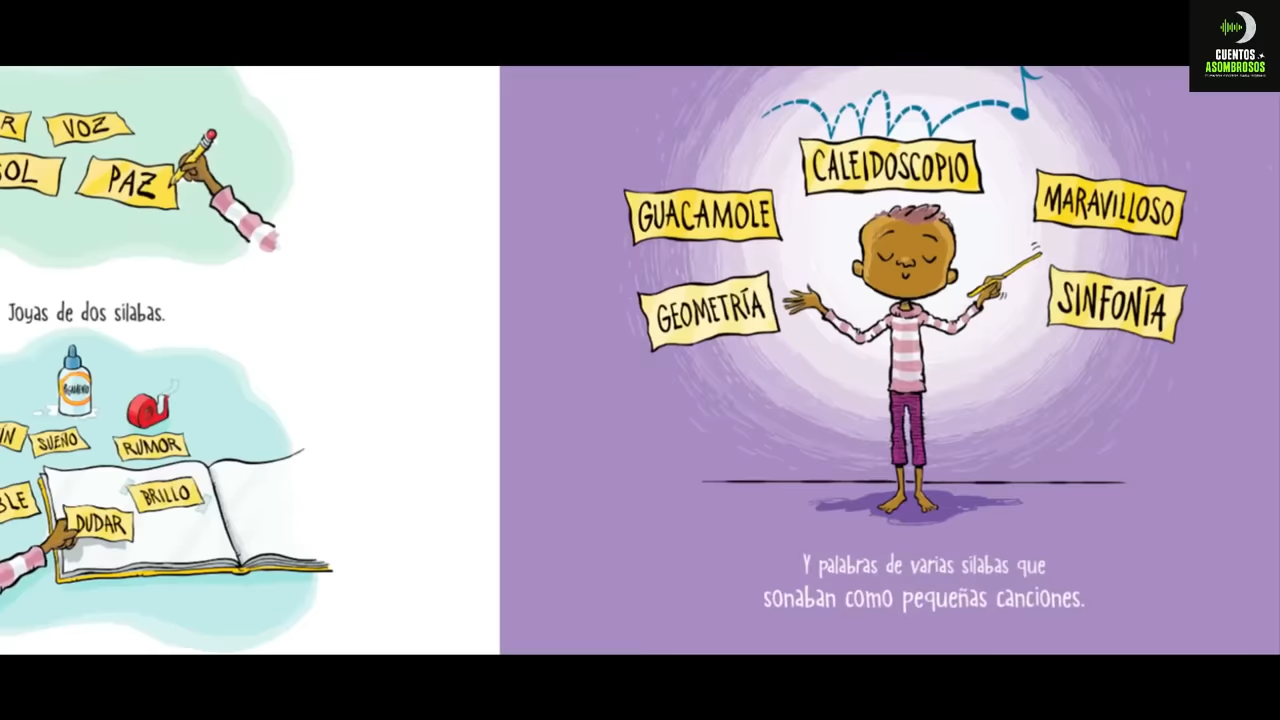 CUENTOS
ASOMBROSOS
R VOZ
SOL PAZ
Joyas de dos sílabas.
SUEÑO RUMOR
BLE DUDAR BRILLO
CALEIDOSCOPIO
GUACAMOLE MARAVILLOSO
GEOMETRÍA SINFONÍA
Y palabras de varias sílabas que
sonaban como pequeñas canciones.